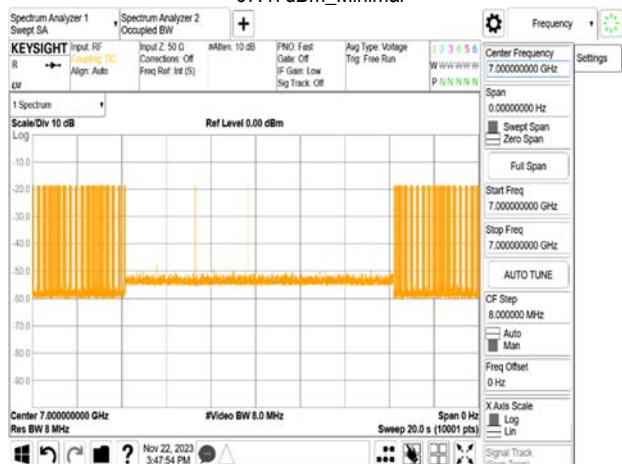 Spectrum Analyzer 1
Swept SA
Spectrum Analyzer 2
Occupied BW
+
Frequency
KEYSIGHT
R
Input: RF
Coupling: DC
Align: Auto
Input Z: 50 Ω
Corrections: Off
Freq Ref: Int (S)
#Atten: 10 dB
PNO: Fast
Gate: Off
IF Gain: Low
Sig Track: Off
Avg Type: Voltage
Trig: Free Run
1 2 3 4 5 6
W W W W W W
P N N N N N
Settings
Center Frequency
7.000000000 GHz
Span
0.00000000 Hz
Swept Span
Zero Span
Full Span
Start Freq
7.000000000 GHz
Stop Freq
7.000000000 GHz
AUTO TUNE
CF Step
8.000000 MHz
Auto
Man
Freq Offset
0 Hz
X Axis Scale
Log
Lin
Signal Track
1 Spectrum
Scale/Div 10 dB
Ref Level 0.00 dBm
Log
-10.0
-20.0
-30.0
-40.0
-50.0
-60.0
-70.0
-80.0
-90.0
Center 7.000000000 GHz
#Video BW 8.0 MHz
Span 0 Hz
Res BW 8 MHz
Sweep 20.0 s (10001 pts)
?
Nov 22, 2023
3:47:54 PM